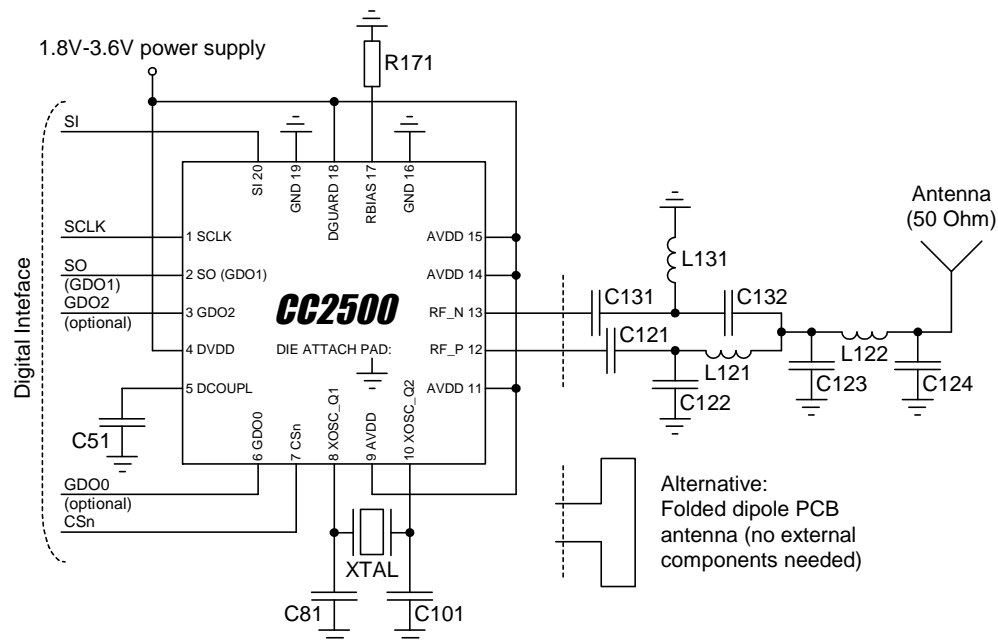 1.8V-3.6V power supply
R171
Digital Inteface
SI
SCLK
SO
(GDO1)
GDO2
(optional)
C51
GDO0
(optional)
CSn
SI 20
GND 19
DGUARD 18
RBIAS 17
GND 16
1 SCLK
2 SO (GDO1)
3 GDO2
4 DVDD
5 DCOUPL
CC2500
DIE ATTACH PAD:
AVDD 15
AVDD 14
RF_N 13
RF_P 12
AVDD 11
6 GDO0
7 CSn
8 XOSC_Q1
9 AVDD
10 XOSC_Q2
XTAL
C81
C101
Antenna
(50 Ohm)
L131
C131
C132
C121
L121
C122
L122
C123
C124
Alternative:
Folded dipole PCB
antenna (no external
components needed)